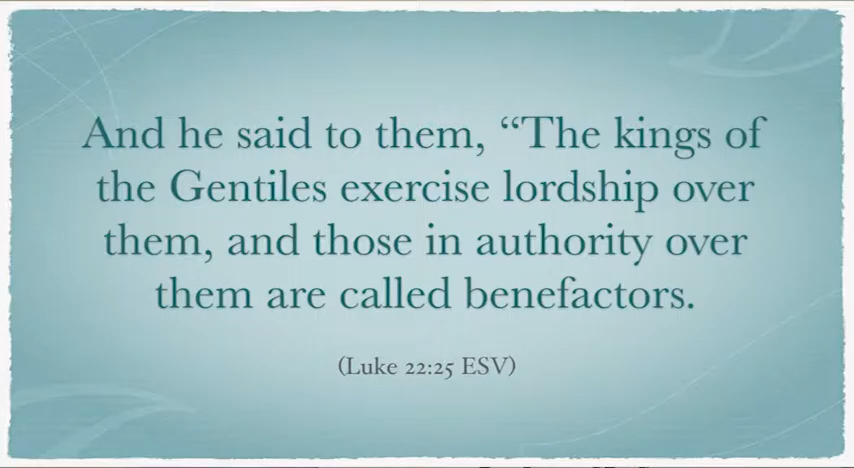 And he said to them, “The kings of
the Gentiles exercise lordship over
them, and those in authority over
them are called benefactors.
(Luke 22:25 ESV)